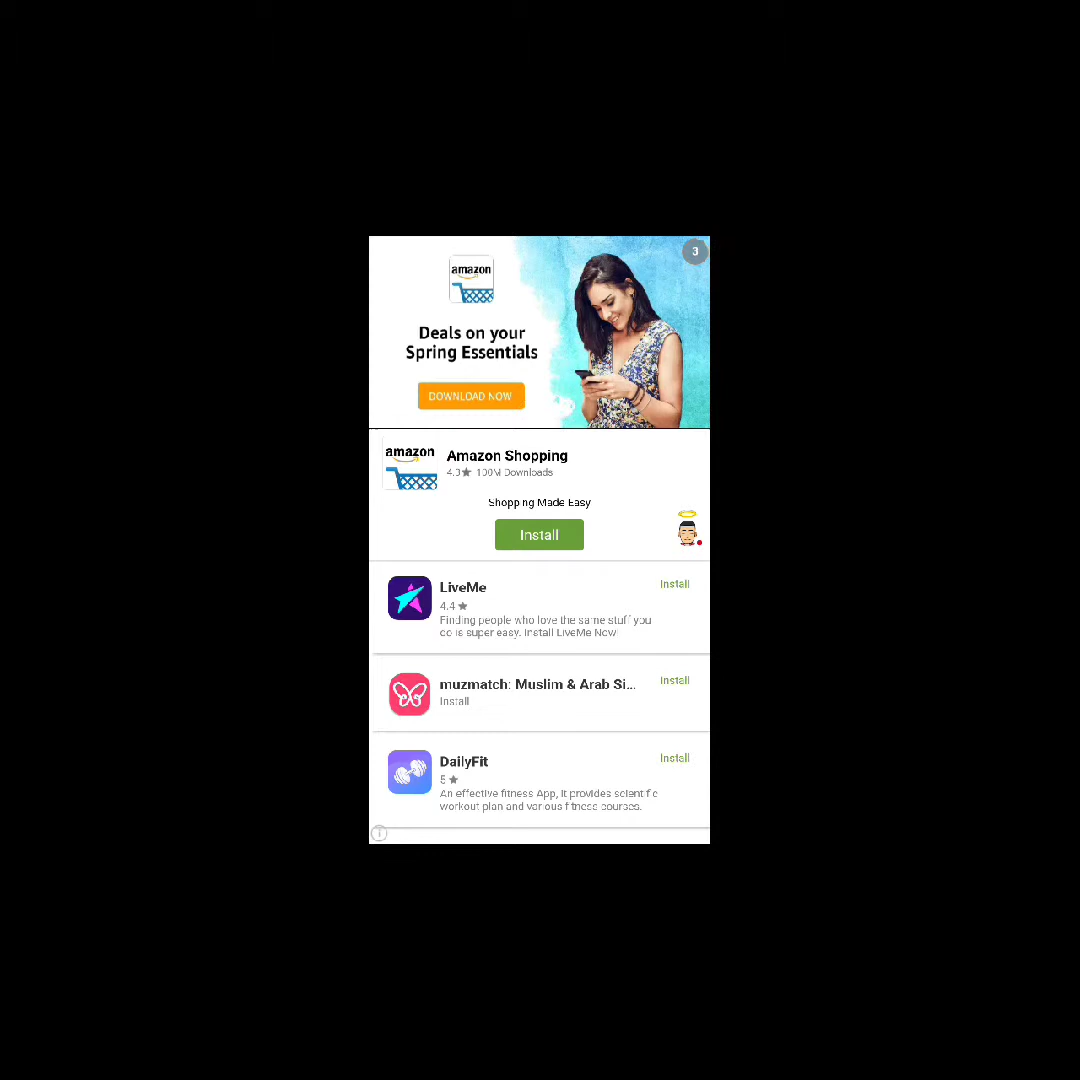 3
amazon
Deals on your
Spring Essentials
DOWNLOAD NOW
amazon
Amazon Shopping
4.3★ 100M Downloads
Shopping Made Easy
Install
LiveMe
Install
4.4 ★
Finding people who love the same stuff you
do is super easy. Install LiveMe Now!
muzmatch: Muslim & Arab Si...
Install
Install
DailyFit
Install
5 ★
An effective fitness App, it provides scientific
workout plan and various fitness courses.